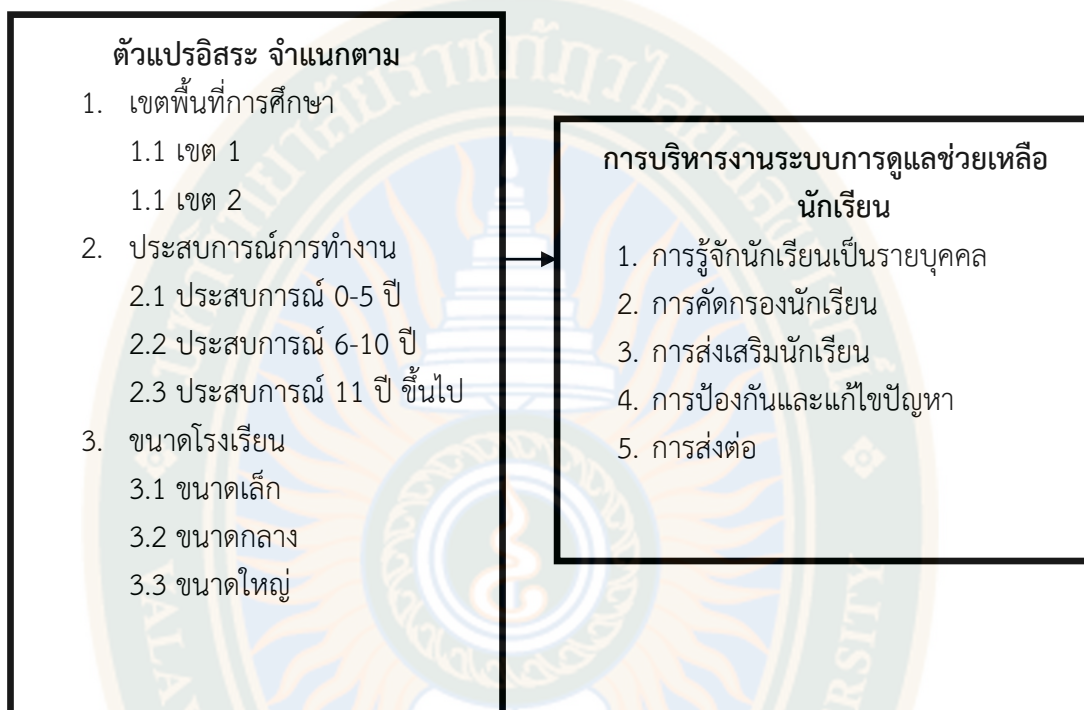 ตัวแปรอิสระ จำแนกตาม
1. เขตพื้นที่การศึกษา
1.1 เขต 1
1.1 เขต 2
2. ประสบการณ์การทำงาน
2.1 ประสบการณ์ 0-5 ปี
2.2 ประสบการณ์ 6-10 ปี
2.3 ประสบการณ์ 11 ปี ขึ้นไป
3. ขนาดโรงเรียน
3.1 ขนาดเล็ก
3.2 ขนาดกลาง
3.3 ขนาดใหญ่
การบริหารงานระบบการดูแลช่วยเหลือ
นักเรียน
1. การรู้จักนักเรียนเป็นรายบุคคล
2. การคัดกรองนักเรียน
3. การส่งเสริมนักเรียน
4. การป้องกันและแก้ไขปัญหา
5. การส่งต่อ